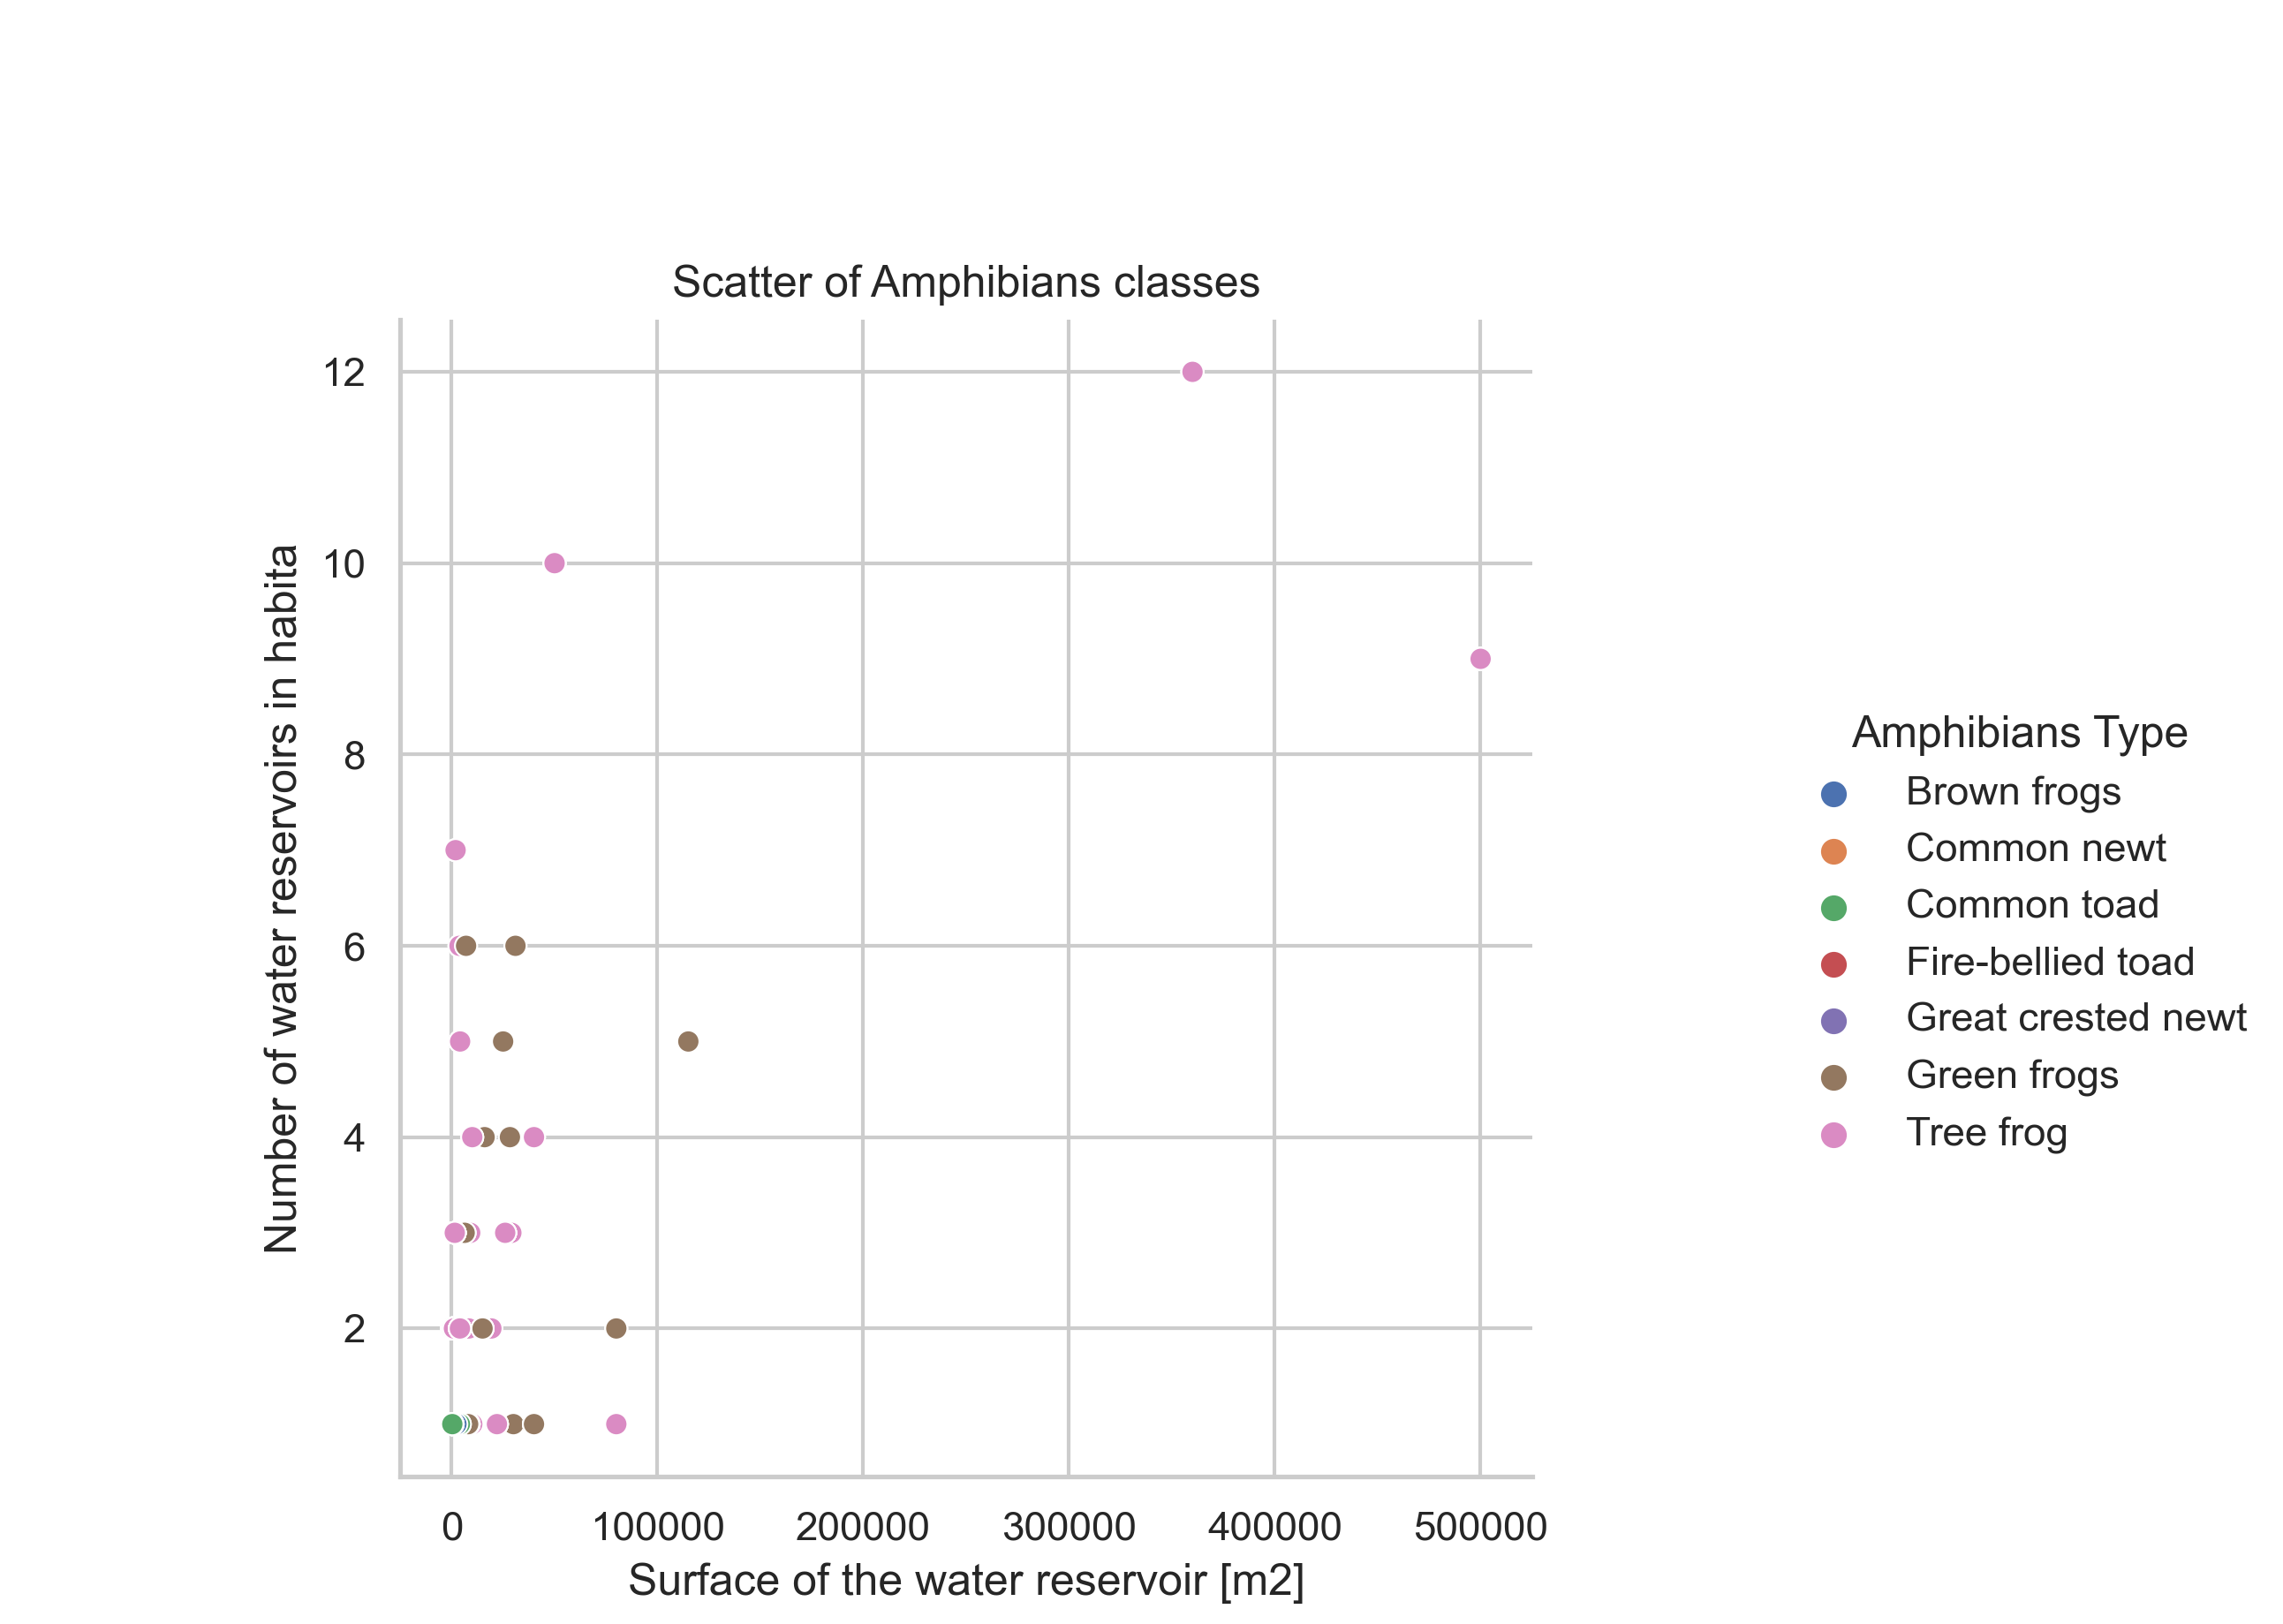 Scatter of Amphibians classes
12
10
8
6
4
2
Number of water reservoirs in habita
0 100000 200000 300000 400000 500000
Surface of the water reservoir [m2]
Amphibians Type
Brown frogs
Common newt
Common toad
Fire-bellied toad
Great crested newt
Green frogs
Tree frog